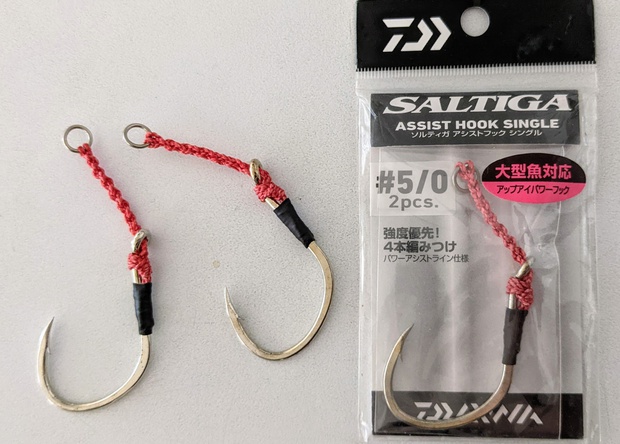 SALTIGA
ASSIST HOOK SINGLE
ソルティガ アシストフック シングル
#5/0
2pcs.
大型魚対応
アップアイパワーフック
強度優先!
4本編みつけ
パワーアシストライン仕様
DAIWA